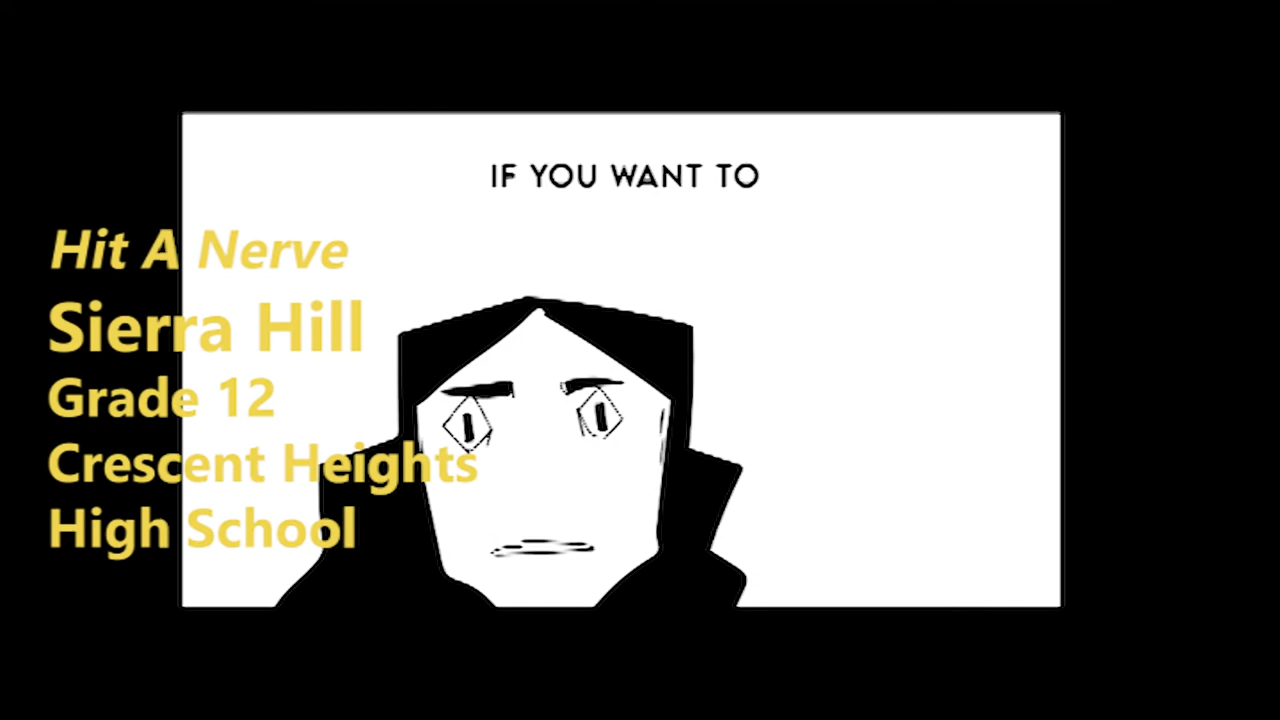 IF YOU WANT TO
Hit A Nerve
Sierra Hill
Grade 12
Crescent Heights
High School